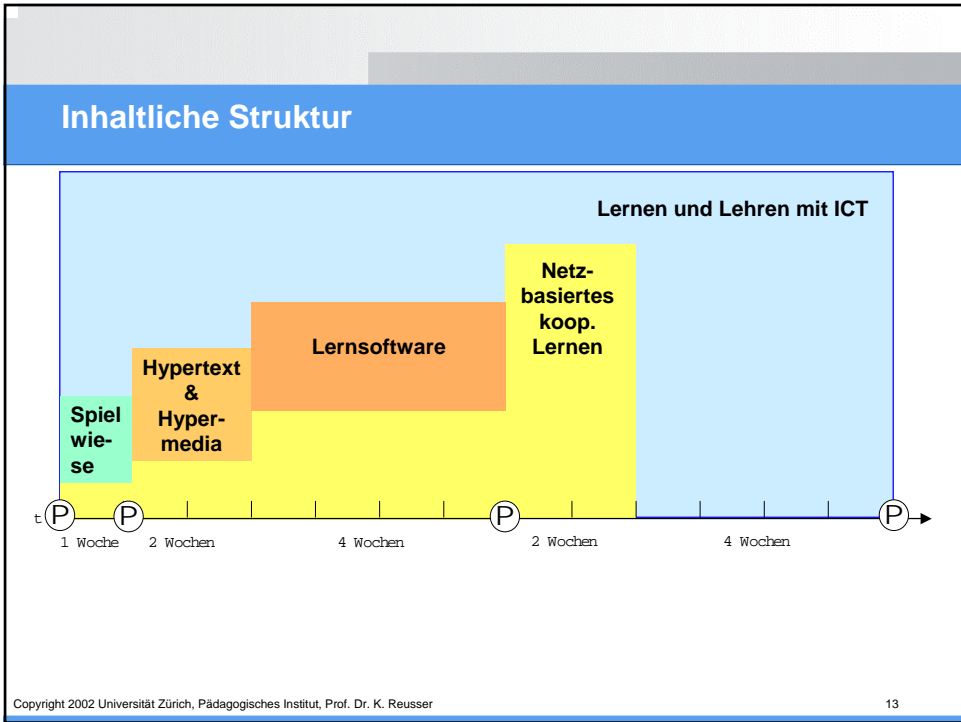 Inhaltliche Struktur
Lernen und Lehren mit ICT
Netz-
basiertes
koop.
Lernen
Lernsoftware
Hypertext
&
Hyper-
media
Spiel
wie-
se
t P P P P
1 Woche 2 Wochen 4 Wochen 2 Wochen 4 Wochen
Copyright 2002 Universität Zürich, Pädagogisches Institut, Prof. Dr. K. Reusser 13